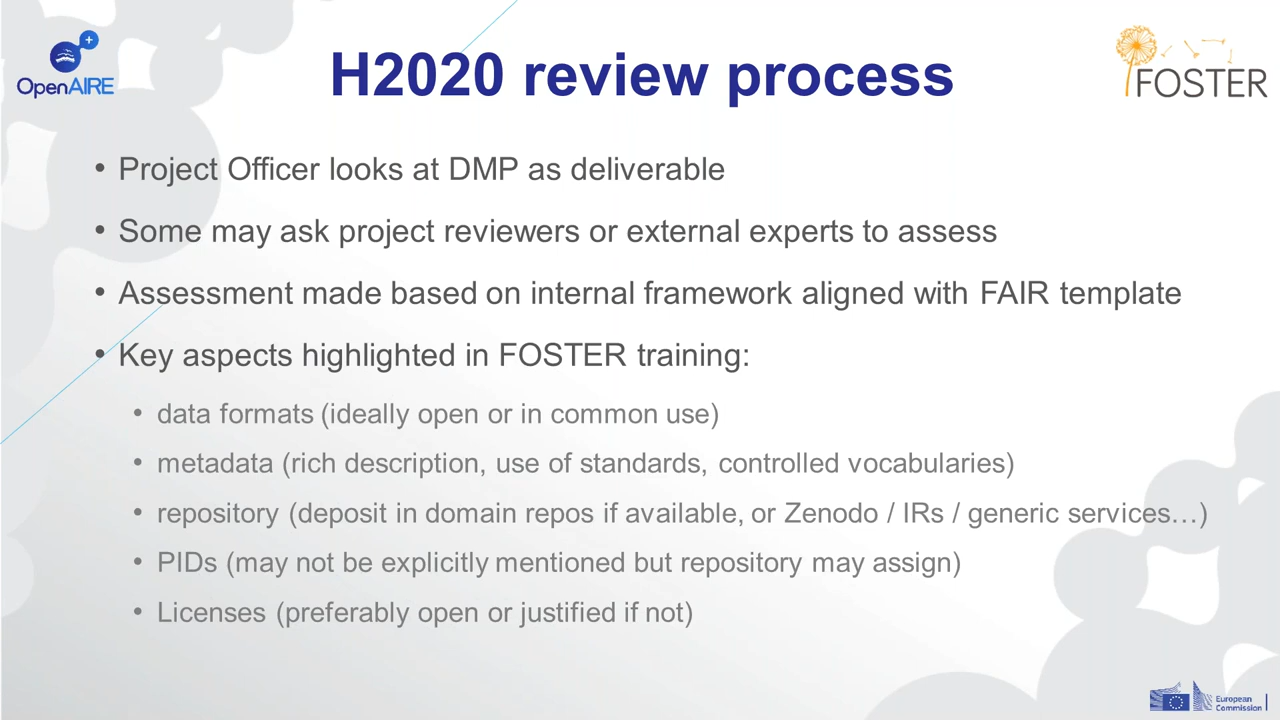 OpenAIRE
H2020 review process
FOSTER
• Project Officer looks at DMP as deliverable
• Some may ask project reviewers or external experts to assess
• Assessment made based on internal framework aligned with FAIR template
• Key aspects highlighted in FOSTER training:
• data formats (ideally open or in common use)
• metadata (rich description, use of standards, controlled vocabularies)
• repository (deposit in domain repos if available, or Zenodo / IRs / generic services…)
• PIDs (may not be explicitly mentioned but repository may assign)
• Licenses (preferably open or justified if not)
European
Commission